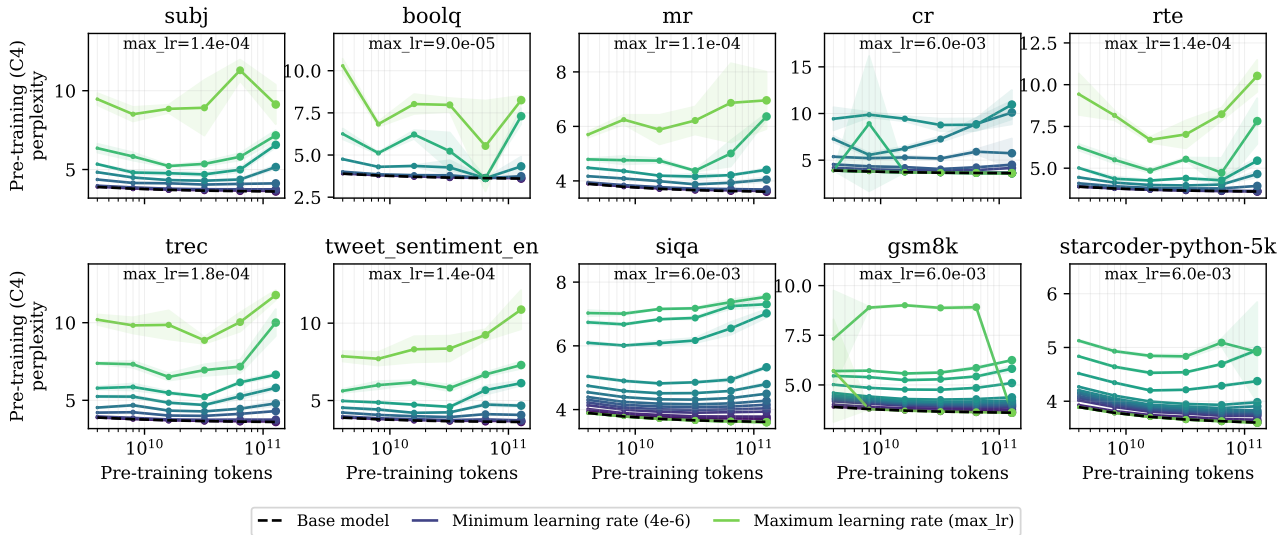 subj
boolq
mr
cr
rte
max_lr=1.4e-04
max_lr=9.0e-05
max_lr=1.1e-04
max_lr=6.0e-03
max_lr=1.4e-04
Pre-training (C4)
perplexity
10
5
10.0
7.5
5.0
2.5
8
6
4
15
10
5
12.5
10.0
7.5
5.0
trec
tweet_sentiment_en
siqa
gsm8k
starcoder-python-5k
max_lr=1.8e-04
max_lr=1.4e-04
max_lr=6.0e-03
max_lr=6.0e-03
max_lr=6.0e-03
Pre-training (C4)
perplexity
10
5
10
5
8
6
4
10.0
7.5
5.0
6
5
4
10^10 10^11
10^10 10^11
10^10 10^11
10^10 10^11
10^10 10^11
Pre-training tokens
Pre-training tokens
Pre-training tokens
Pre-training tokens
Pre-training tokens
Base model
Minimum learning rate (4e-6)
Maximum learning rate (max_lr)